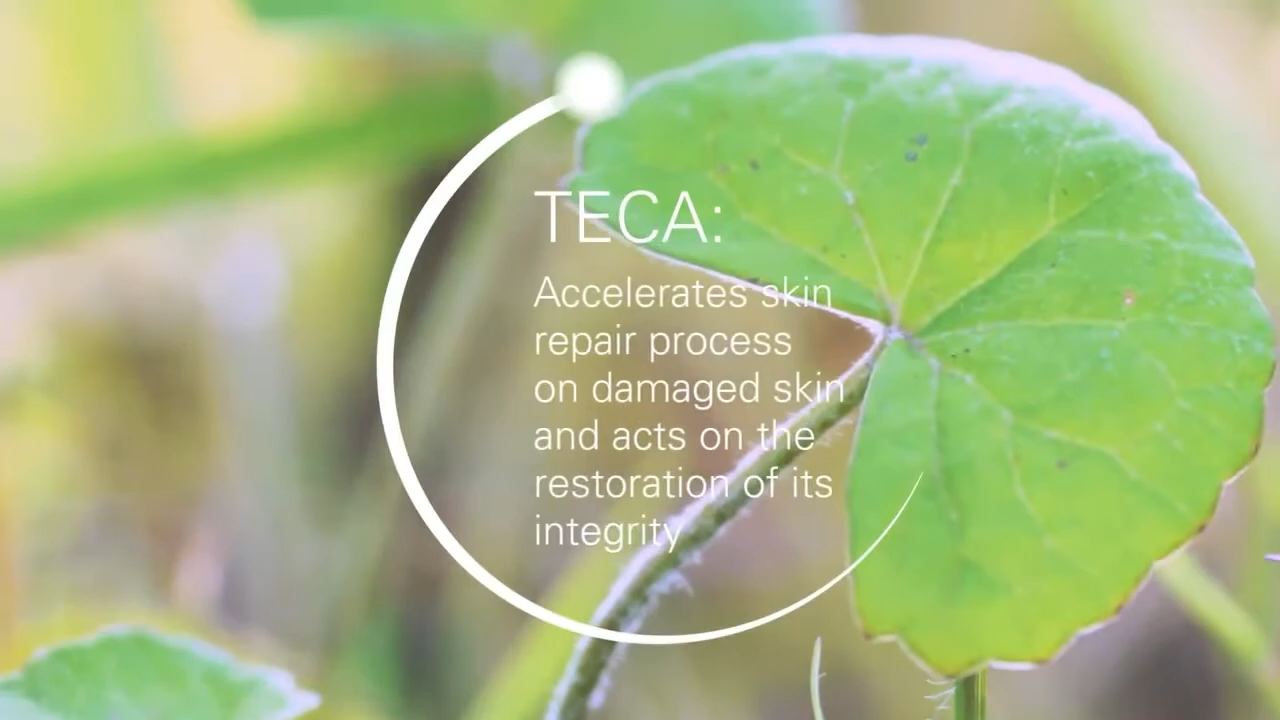 TECA:
Accelerates skin
repair process
on damaged skin
and acts on the
restoration of its
integrity